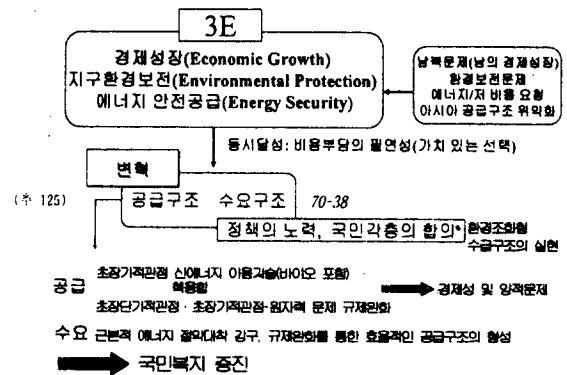 3E
경제성장(Economic Growth)
지구환경보전(Environmental Protection)
에너지 안전공급(Energy Security)
남북문제(남의 경제성장)
환경보전문제
에너지/저 비용 요청
아시아 공급구조 위약화
동시달성: 비용부담의 필연성(가치 있는 선택)
변혁
(주 125)
공급구조 수요구조 70-38
정책의 노력, 국민각층의 합의
환경조화형
수급구조의 실현
공급
초장기적관점 신에너지 이용기술(바이오 포함)
복융합
경제성 및 양적문제
초장단기적관점·초장기적관점-원자력 문제 규제완화
수요 근본적 에너지 절약대책 강구, 규제완화를 통한 효율적인 공급구조의 형성
국민복지 증진